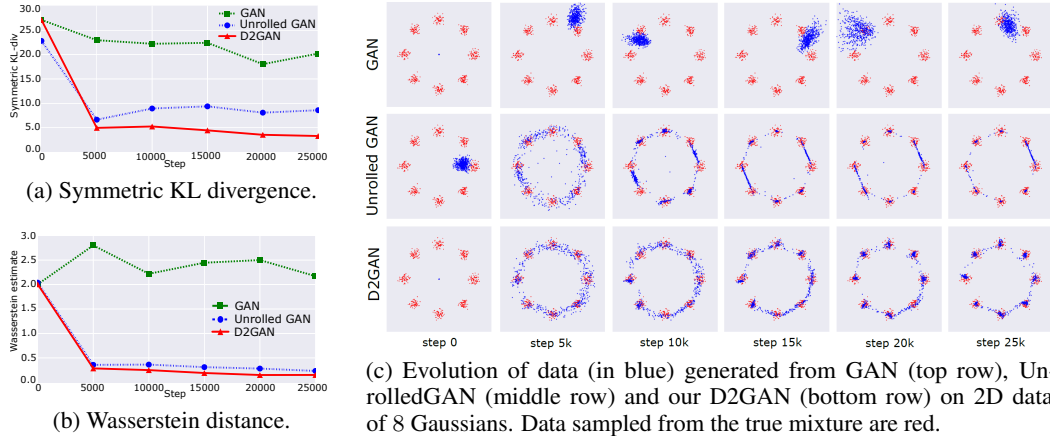 30.0
25.0
20.0
15.0
10.0
5.0
0.0
Symmetric KL-div
GAN
Unrolled GAN
D2GAN
0 5000 10000 15000 20000 25000
Step
(a) Symmetric KL divergence.
3.0
2.5
2.0
1.5
1.0
0.5
0.0
Wasserstein estimate
GAN
Unrolled GAN
D2GAN
0 5000 10000 15000 20000 25000
Step
(b) Wasserstein distance.
GAN
Unrolled GAN
D2GAN
step 0 step 5k step 10k step 15k step 20k step 25k
(c) Evolution of data (in blue) generated from GAN (top row), Un-
rolledGAN (middle row) and our D2GAN (bottom row) on 2D data
of 8 Gaussians. Data sampled from the true mixture are red.